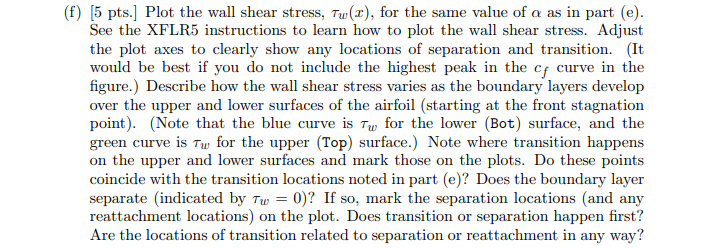 (f) [5 pts.] Plot the wall shear stress, τw(x), for the same value of α as in part (e).
See the XFLR5 instructions to learn how to plot the wall shear stress. Adjust
the plot axes to clearly show any locations of separation and transition. (It
would be best if you do not include the highest peak in the cf curve in the
figure.) Describe how the wall shear stress varies as the boundary layers develop
over the upper and lower surfaces of the airfoil (starting at the front stagnation
point). (Note that the blue curve is τw for the lower (Bot) surface, and the
green curve is τw for the upper (Top) surface.) Note where transition happens
on the upper and lower surfaces and mark those on the plots. Do these points
coincide with the transition locations noted in part (e)? Does the boundary layer
separate (indicated by τw = 0)? If so, mark the separation locations (and any
reattachment locations) on the plot. Does transition or separation happen first?
Are the locations of transition related to separation or reattachment in any way?